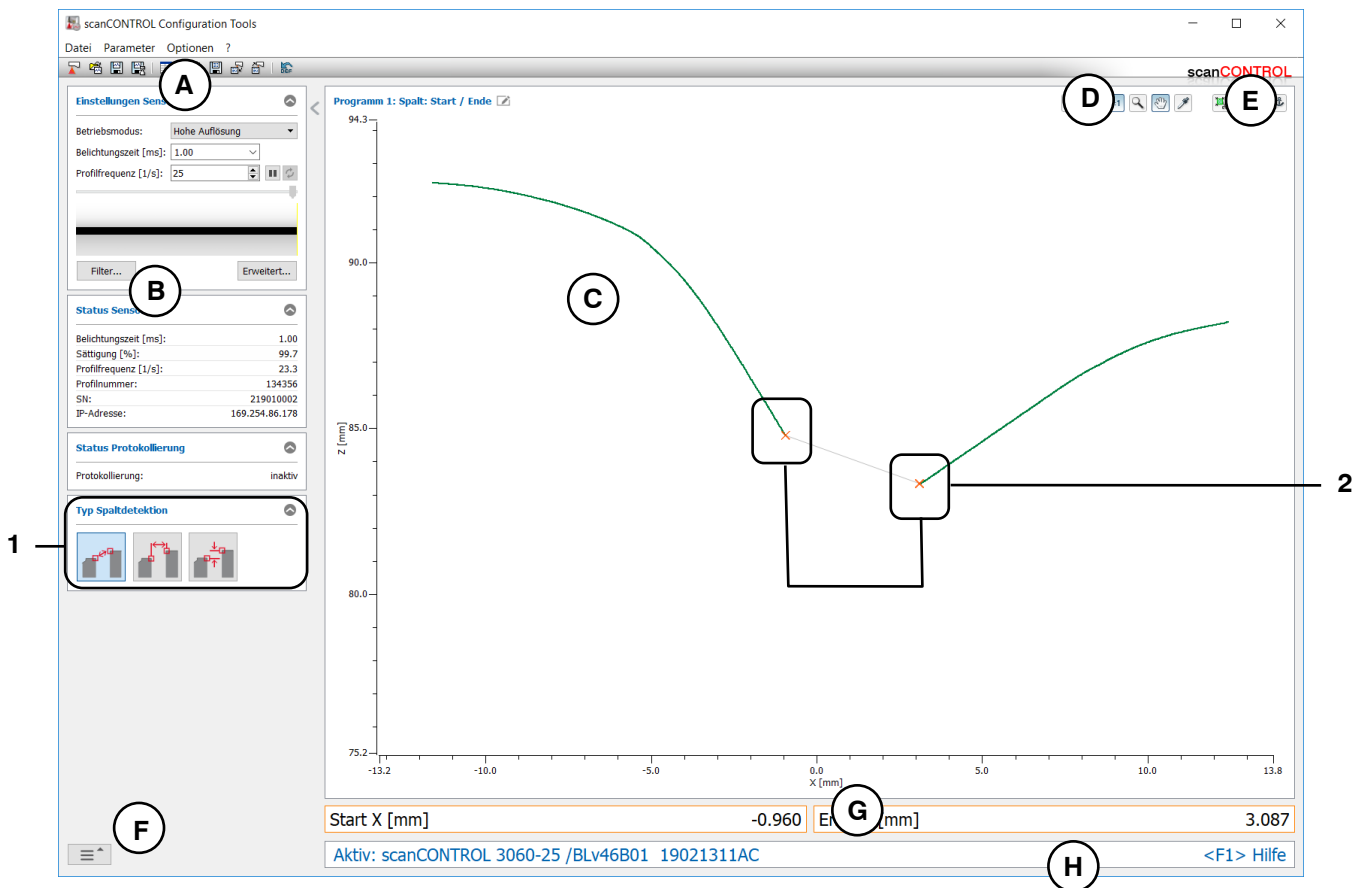 scanCONTROL Configuration Tools
Datei Parameter Optionen ?
scanCONTROL
A
Einstellungen
Betriebsmodus: Hohe Auflösung
Belichtungszeit [ms]: 1.00
Profilfrequenz [1/s]: 25
Filter... Erweitert...
B
Status
Belichtungszeit [ms]: 1.00
Sättigung [%]: 99.7
Profilfrequenz [1/s]: 23.3
Profilnummer: 134356
SN: 219010002
IP-Adresse: 169.254.86.178
Status Protokollierung
Protokollierung: inaktiv
Typ Spaltdetektion
1
F
Programm 1: Spalt: Start / Ende
D
E
94.3
90.0
85.0
80.0
75.2
Z [mm]
C
2
-13.2 -10.0 -5.0 0.0 5.0 10.0 13.8
X [mm]
Start X [mm] -0.960
G
[mm] 3.087
Aktiv: scanCONTROL 3060-25 /BLv46B01 19021311AC <F1> Hilfe
H